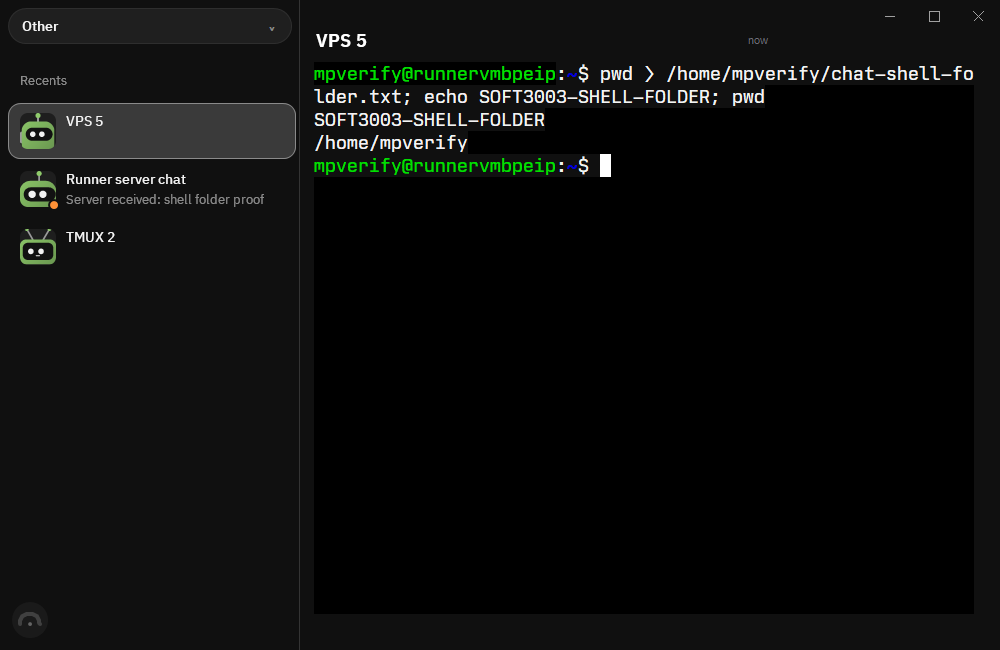 Other
Recents
VPS 5
Runner server chat
Server received: shell folder proof
TMUX 2
VPS 5
now
mpverify@runnervmbpeip:~$ pwd > /home/mpverify/chat-shell-fo
lder.txt; echo SOFT3003-SHELL-FOLDER; pwd
SOFT3003-SHELL-FOLDER
/home/mpverify
mpverify@runnervmbpeip:~$